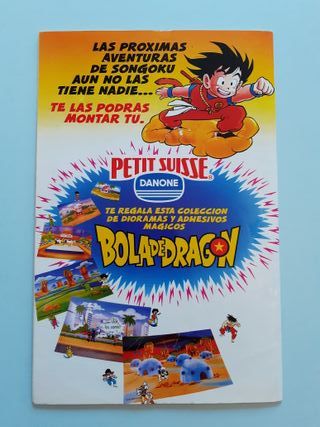 LAS PROXIMAS
AVENTURAS
DE SONGOKU
AUN NO LAS
TIENE NADIE...
TE LAS PODRAS
MONTAR TU.
PETIT SUISSE
DANONE
TE REGALA ESTA COLECCION
DE DIORAMAS Y ADHESIVOS
MAGICOS
BOLA DE DRAGON